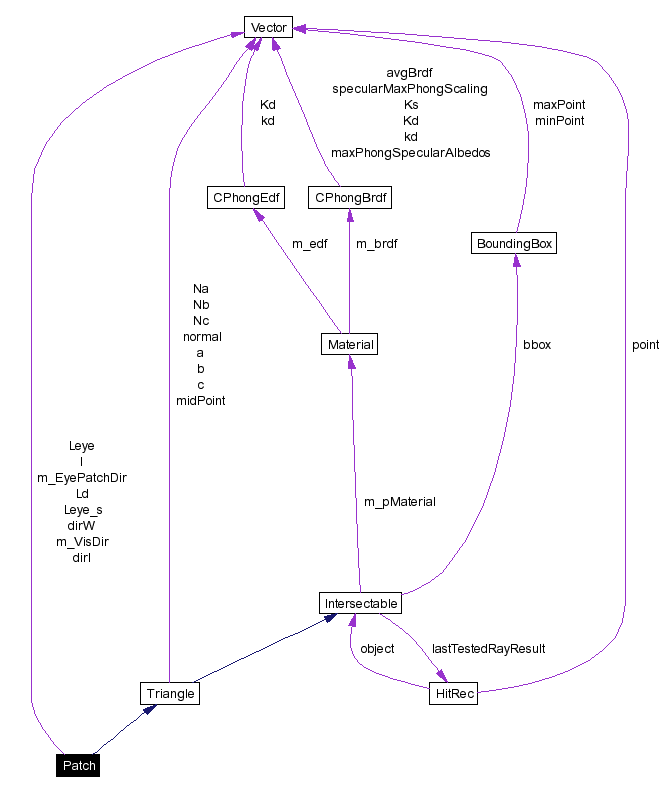 Vector
avgBrdf
specularMaxPhongScaling
Ks
Kd
kd
maxPhongSpecularAlbedos
Kd
kd
maxPoint
minPoint
CPhongEdf
CPhongBrdf
BoundingBox
m_edf
m_brdf
Na
Nb
Nc
normal
a
b
c
midPoint
Material
bbox
point
Leye
l
m_EyePatchDir
Ld
Leye_s
dirW
m_VisDir
dirl
m_pMaterial
Intersectable
object
lastTestedRayResult
Triangle
HitRec
Patch